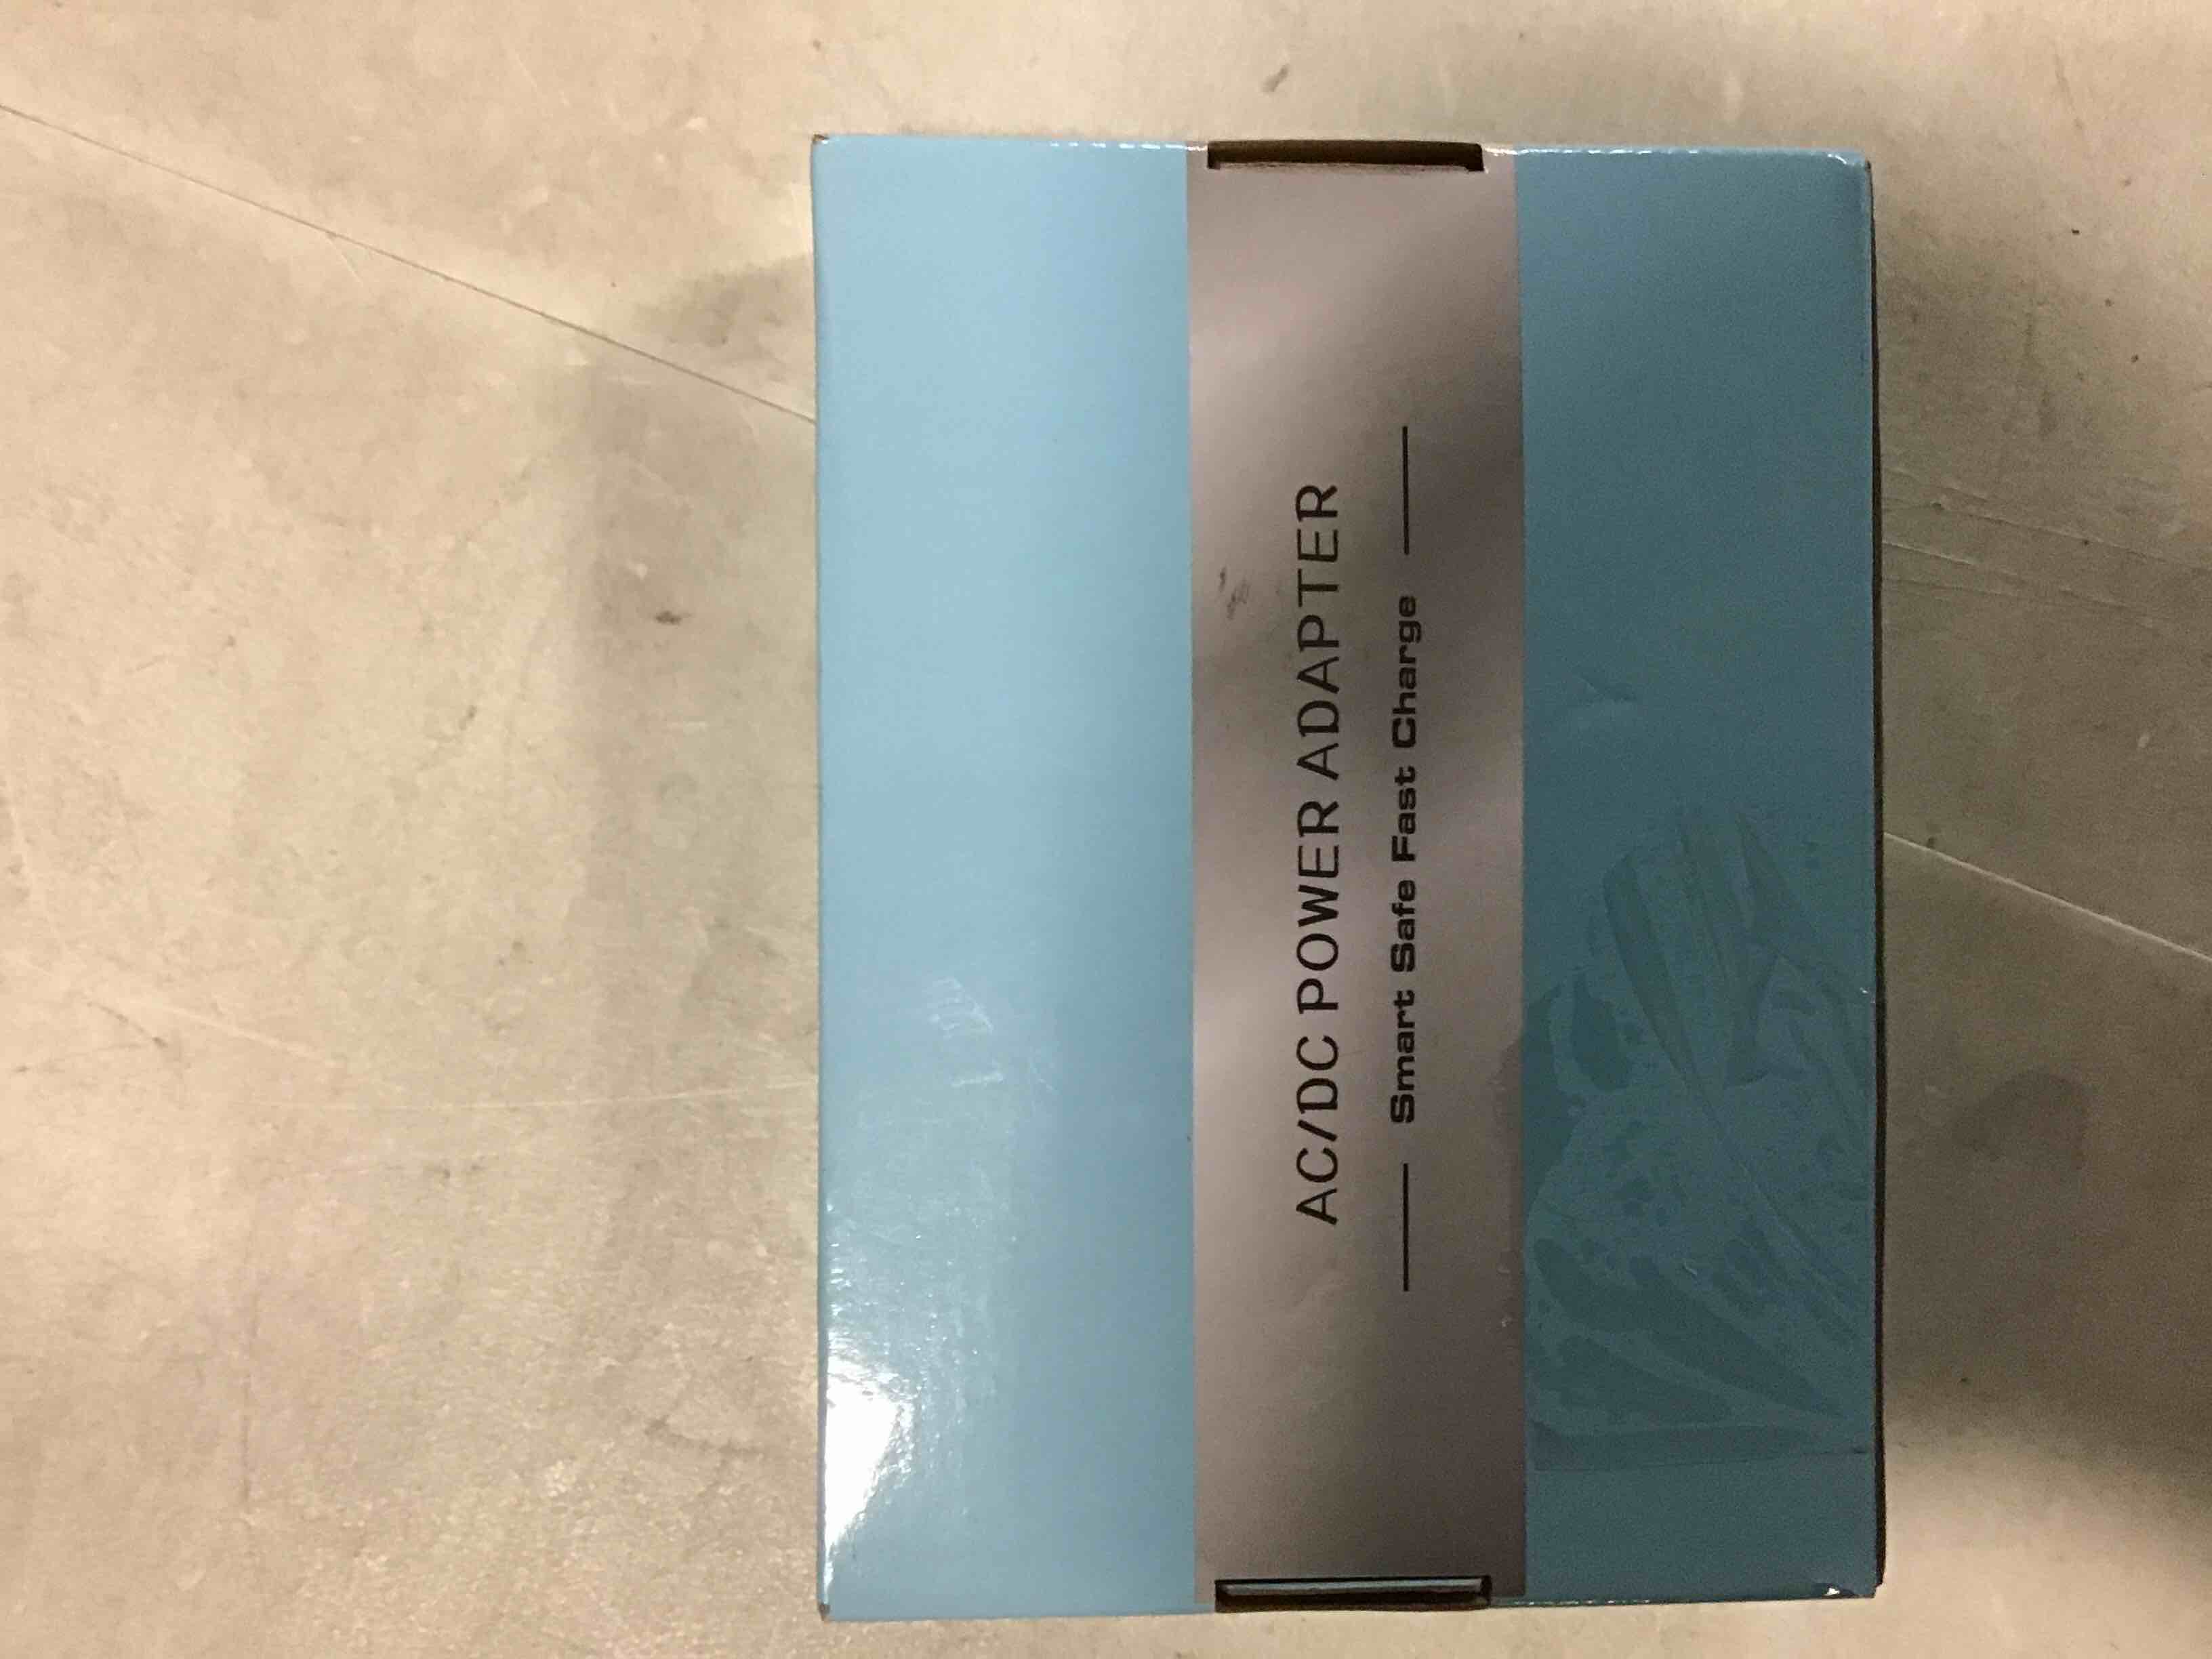 AC/DC POWER ADAPTER
Smart Safe Fast Charge